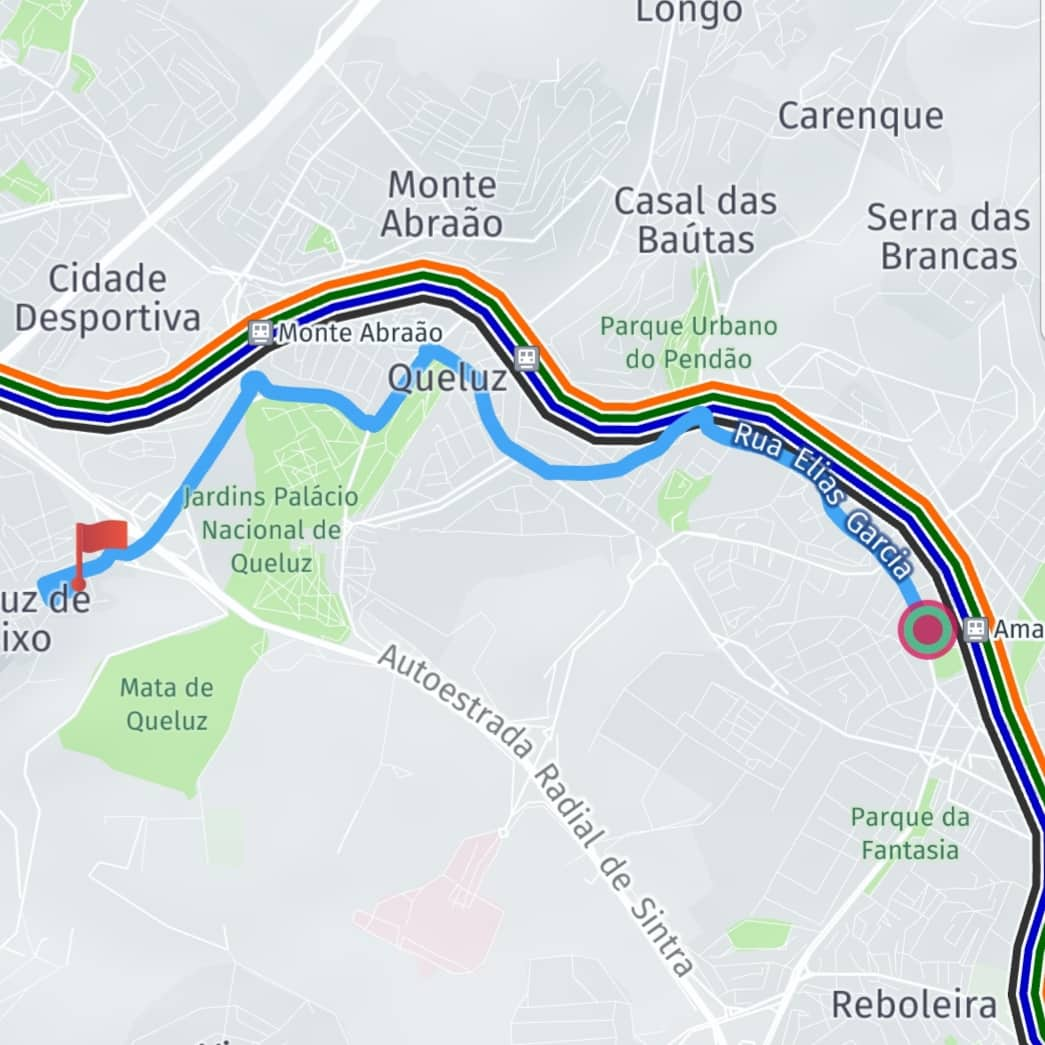 Longo
Carenque
Monte
Abraão
Casal das
Baútas
Serra das
Brancas
Cidade
Desportiva
Parque Urbano
do Pendão
Monte Abraão
Queluz
Rua Elias Garcia
Jardins Palácio
Nacional de
Queluz
uz de
ixo
Ama
Mata de
Queluz
Autoestrada Radial de Sintra
Parque da
Fantasia
Reboleira